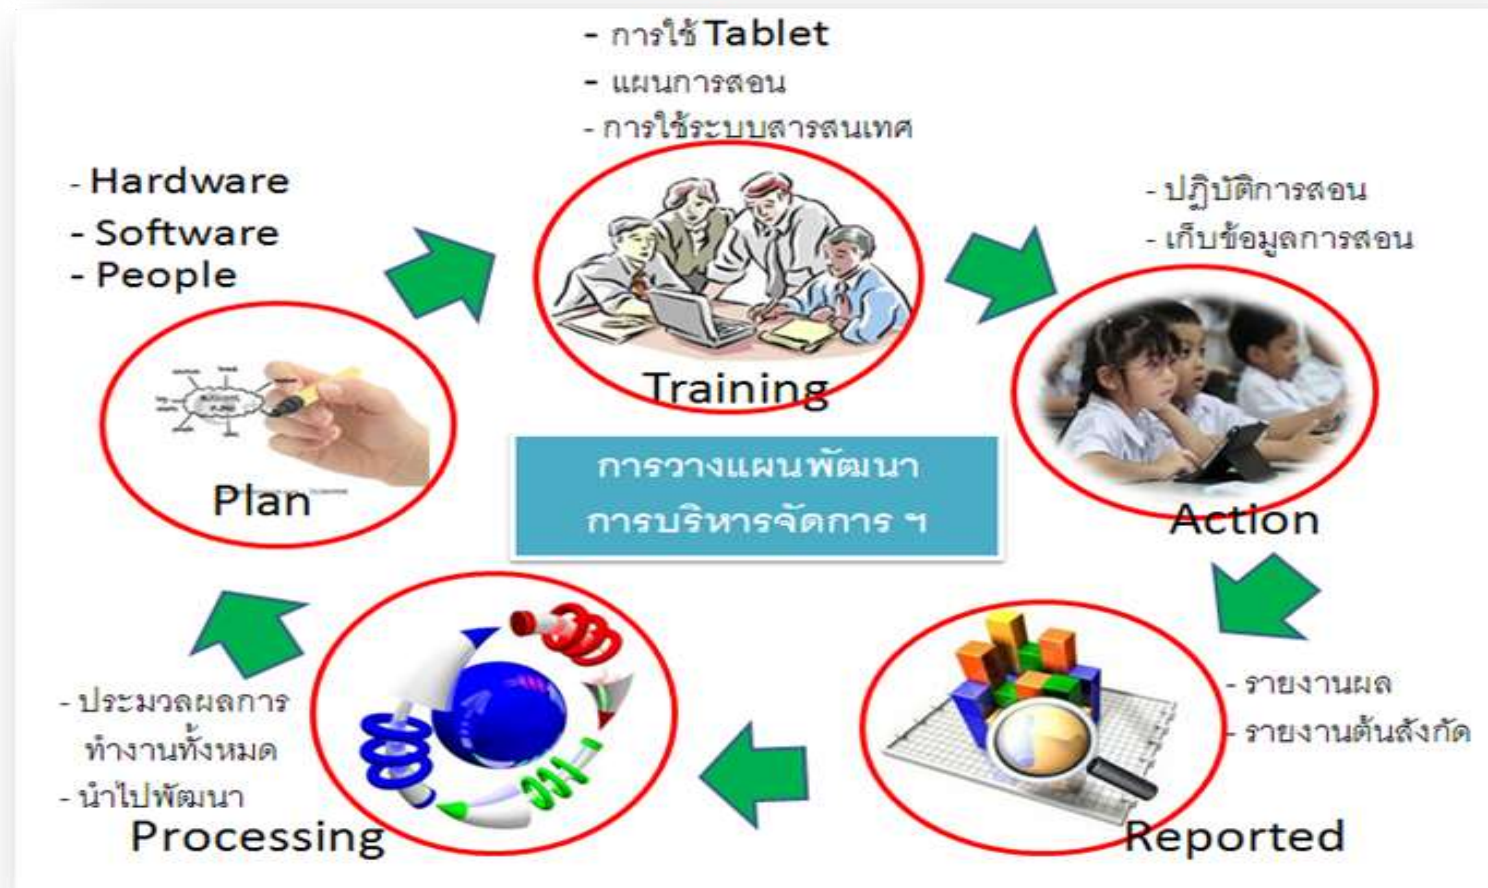 - การใช้ Tablet
- แผนการสอน
- การใช้ระบบสารสนเทศ
- Hardware
- Software
- People
- ปฏิบัติการสอน
- เก็บข้อมูลการสอน
Training
Plan
การวางแผนพัฒนา
การบริหารจัดการ ฯ
Action
- ประมวลผลการ
ทำงานทั้งหมด
- นำไปพัฒนา
Processing
- รายงานผล
- รายงานต้นสังกัด
Reported